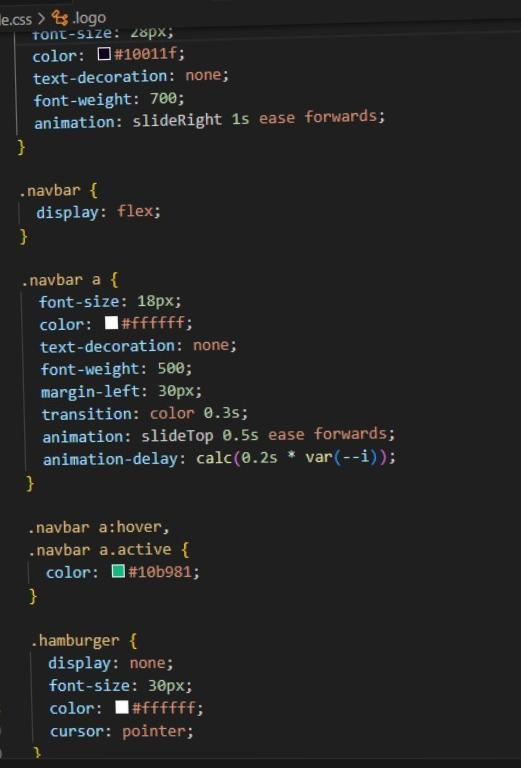 le.css > .logo
font-size: 28px;
color: #10011f;
text-decoration: none;
font-weight: 700;
animation: slideRight 1s ease forwards;
}
.navbar {
display: flex;
}
.navbar a {
font-size: 18px;
color: #ffffff;
text-decoration: none;
font-weight: 500;
margin-left: 30px;
transition: color 0.3s;
animation: slideTop 0.5s ease forwards;
animation-delay: calc(0.2s * var(--i));
}
.navbar a:hover,
.navbar a.active {
color: #10b981;
}
.hamburger {
display: none;
font-size: 30px;
color: #ffffff;
cursor: pointer;
}